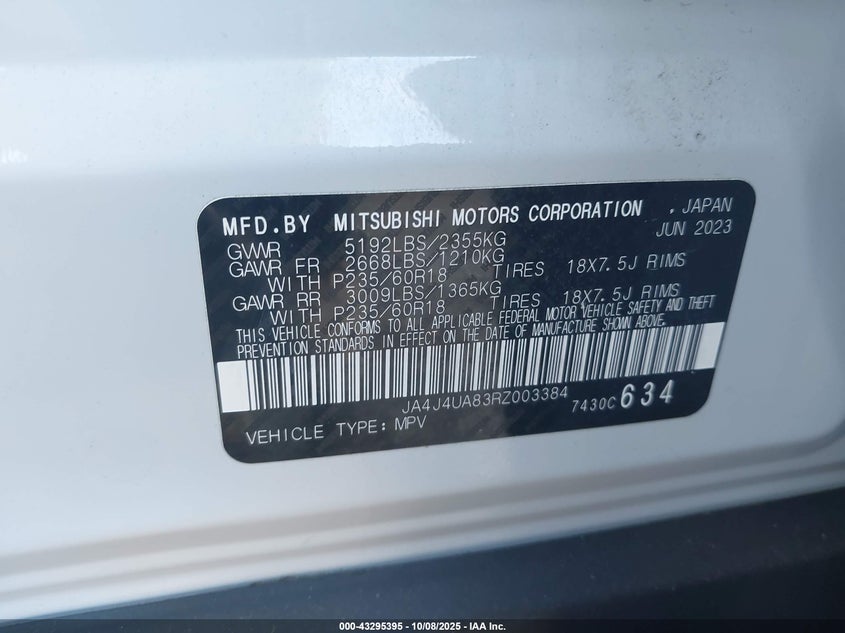 MFD.BY MITSUBISHI MOTORS CORPORATION , JAPAN
JUN 2023
GVWR 5192LBS/2355KG
GAWR FR 2668LBS/1210KG
WITH P235/60R18 TIRES 18X7.5J RIMS
GAWR RR 3009LBS/1365KG
WITH P235/60R18 TIRES 18X7.5J RIMS
THIS VEHICLE CONFORMS TO ALL APPLICABLE FEDERAL MOTOR VEHICLE SAFETY AND THEFT
PREVENTION STANDARDS IN EFFECT ON THE DATE OF MANUFACTURE SHOWN ABOVE.
JA4J4UA83RZ003384
7430C 634
VEHICLE TYPE: MPV
000-43295395 | 10/08/2025 | IAA Inc.